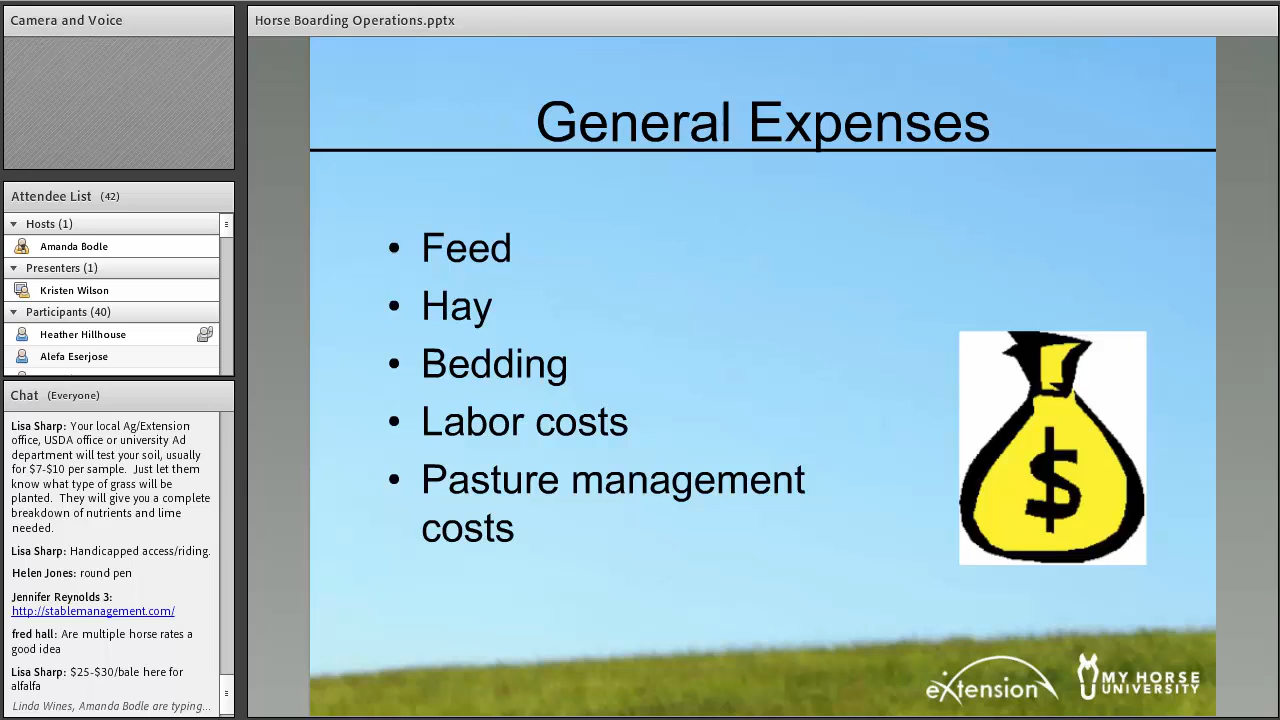 Camera and Voice
Attendee List (42)
Hosts (1)
Amanda Bodle
Presenters (1)
Kristen Wilson
Participants (40)
Heather Hillhouse
Alefa Eserjose
Chat (Everyone)
Lisa Sharp: Your local Ag/Extension
office, USDA office or university Ad
department will test your soil, usually
for $7-$10 per sample. Just let them
know what type of grass will be
planted. They will give you a complete
breakdown of nutrients and lime
needed.
Lisa Sharp: Handicapped access/riding.
Helen Jones: round pen
Jennifer Reynolds 3:
http://stablemanagement.com/
fred hall: Are multiple horse rates a
good idea
Lisa Sharp: $25-$30/bale here for
alfalfa
Linda Wines, Amanda Bodle are typing...
Horse Boarding Operations.pptx
General Expenses
• Feed
• Hay
• Bedding
• Labor costs
• Pasture management
costs
$
eXtension
MY HORSE
UNIVERSITY